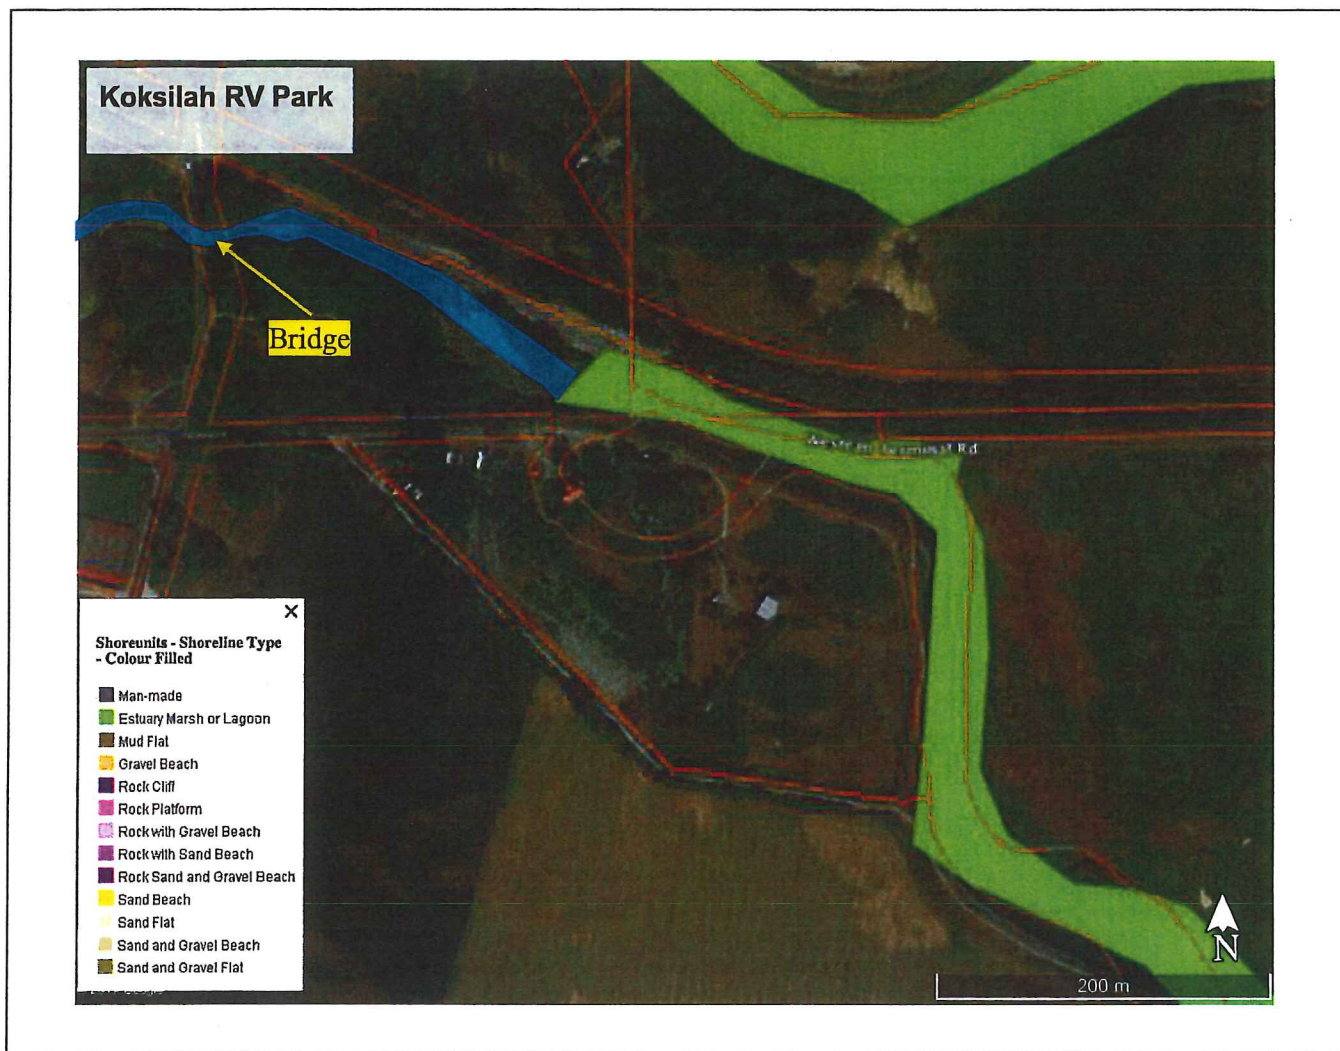 Koksilah RV Park
Bridge
Rd
Shoreunits - Shoreline Type
- Colour Filled
Man-made
Estuary Marsh or Lagoon
Mud Flat
Gravel Beach
Rock Cliff
Rock Platform
Rock with Gravel Beach
Rock with Sand Beach
Rock Sand and Gravel Beach
Sand Beach
Sand Flat
Sand and Gravel Beach
Sand and Gravel Flat
N
200 m